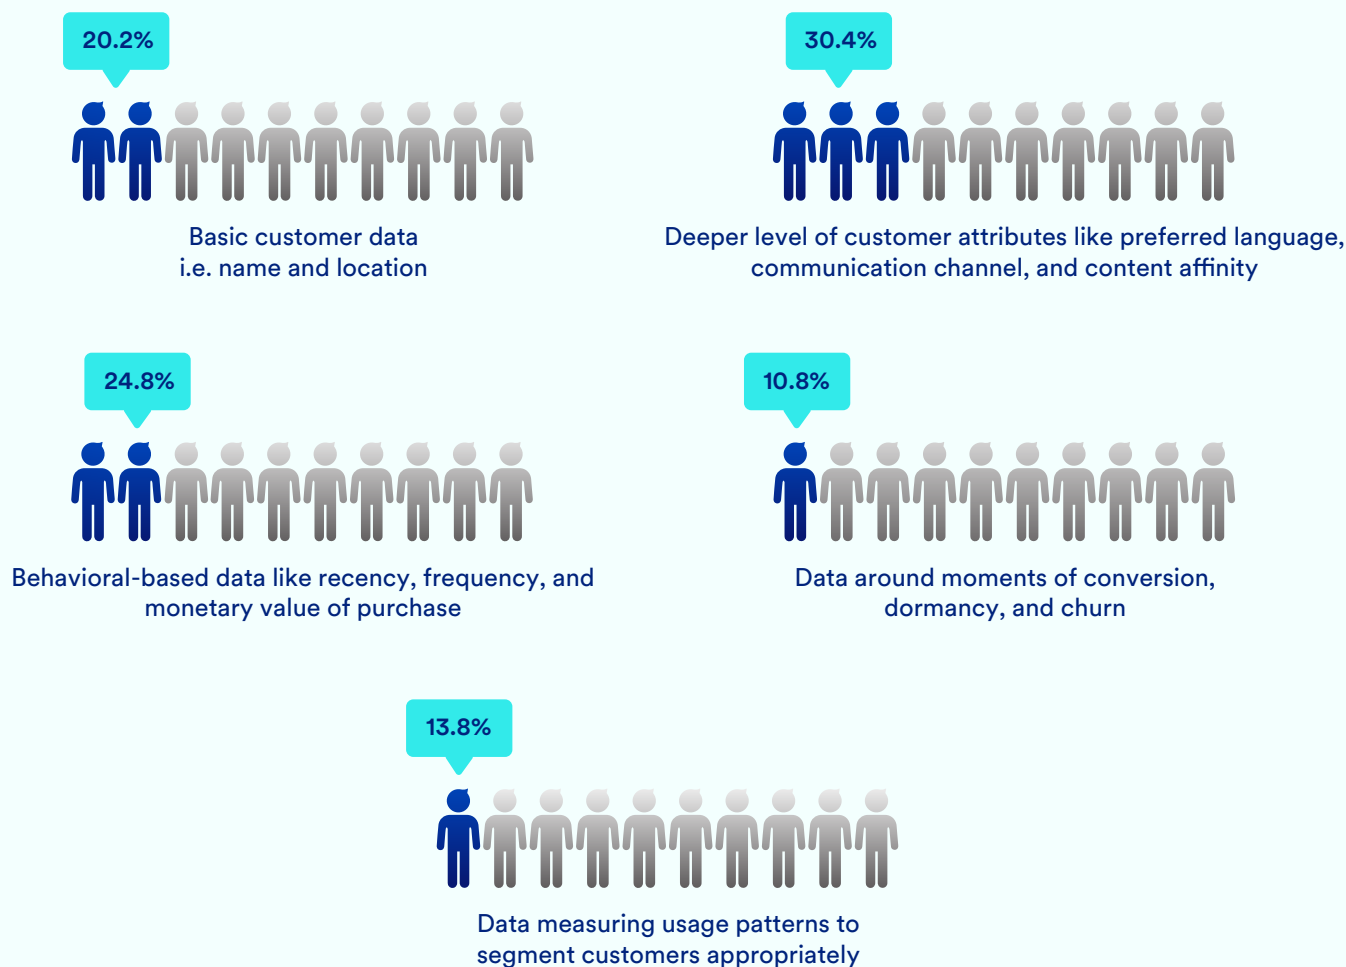 20.2%
Basic customer data
i.e. name and location
30.4%
Deeper level of customer attributes like preferred language,
communication channel, and content affinity
24.8%
Behavioral-based data like recency, frequency, and
monetary value of purchase
10.8%
Data around moments of conversion,
dormancy, and churn
13.8%
Data measuring usage patterns to
segment customers appropriately